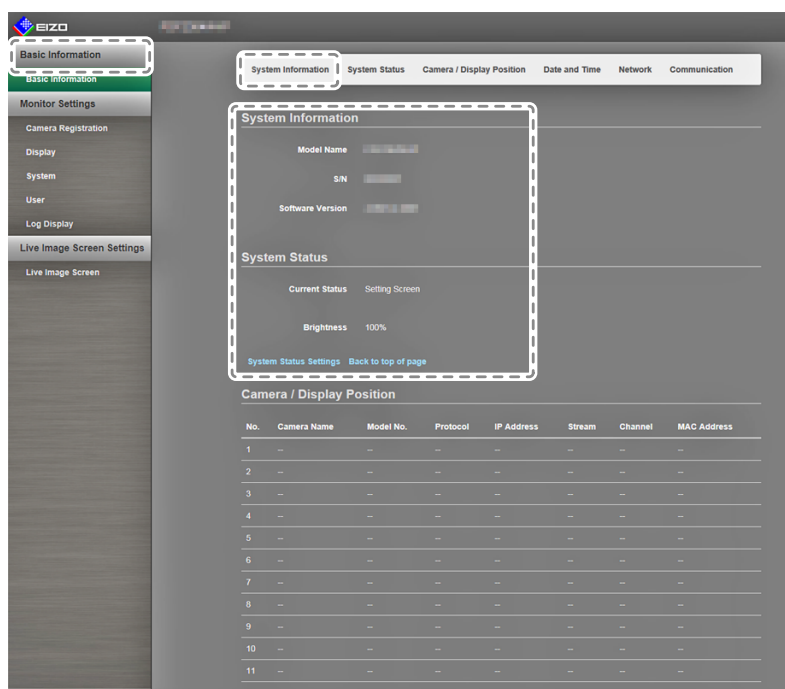 EIZO
Basic Information
Basic Information
Monitor Settings
Camera Registration
Display
System
User
Log Display
Live Image Screen Settings
Live Image Screen
System Information System Status Camera / Display Position Date and Time Network Communication
System Information
Model Name
S/N
Software Version
System Status
Current Status Setting Screen
Brightness 100%
System Status Settings Back to top of page
Camera / Display Position
No. Camera Name Model No. Protocol IP Address Stream Channel MAC Address
1 -- -- -- -- -- -- --
2 -- -- -- -- -- -- --
3 -- -- -- -- -- -- --
4 -- -- -- -- -- -- --
5 -- -- -- -- -- -- --
6 -- -- -- -- -- -- --
7 -- -- -- -- -- -- --
8 -- -- -- -- -- -- --
9 -- -- -- -- -- -- --
10 -- -- -- -- -- -- --
11 -- -- -- -- -- -- --